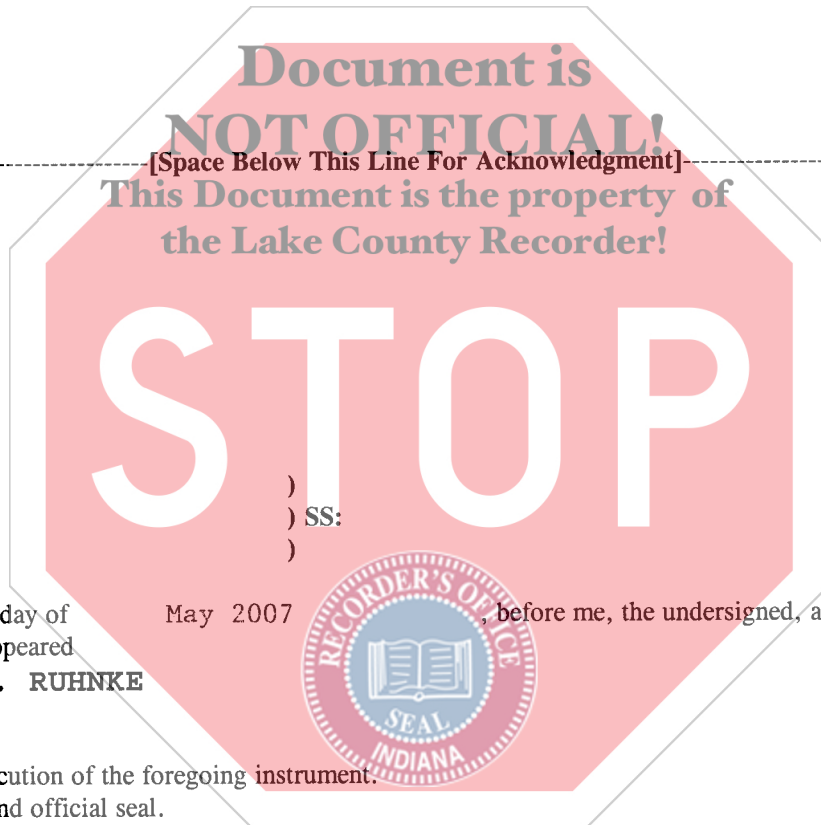 Document is
NOT OFFICIAL!
[Space Below This Line For Acknowledgment]
This Document is the property of
the Lake County Recorder!
STOP
)
) SS:
)
RECORDER'S OFFICE
day of May 2007 , before me, the undersigned, a
peared
. RUHNKE
SEAL
INDIANA
cution of the foregoing instrument.
nd official seal.